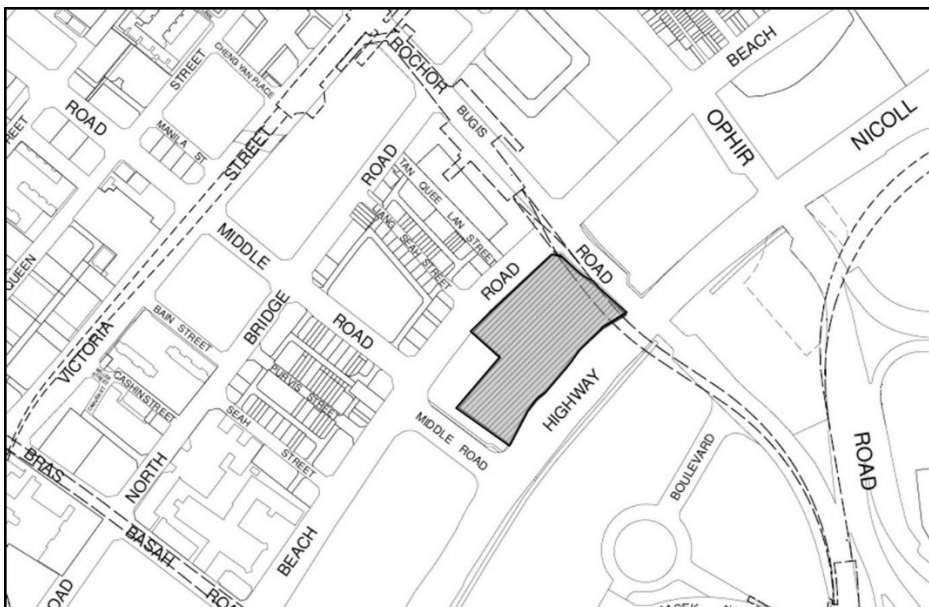 ROCHOR
BEACH
CHENG YAN PLACE
STREET
ROAD
BUGIS
OPHIR
NICOLL
MANILA ST
STREET
ROAD
TAN QUEE LAN STREET
LIANG SEAH STREET
MIDDLE
ROAD
ROAD
QUEEN
BRIDGE
ROAD
BAIN STREET
VICTORIA
PURVIS STREET
CASHIN STREET
HIGHWAY
SEAH
STREET
MIDDLE ROAD
BOULEVARD
ROAD
BRAS
NORTH
BASAH
BEACH
ROAD